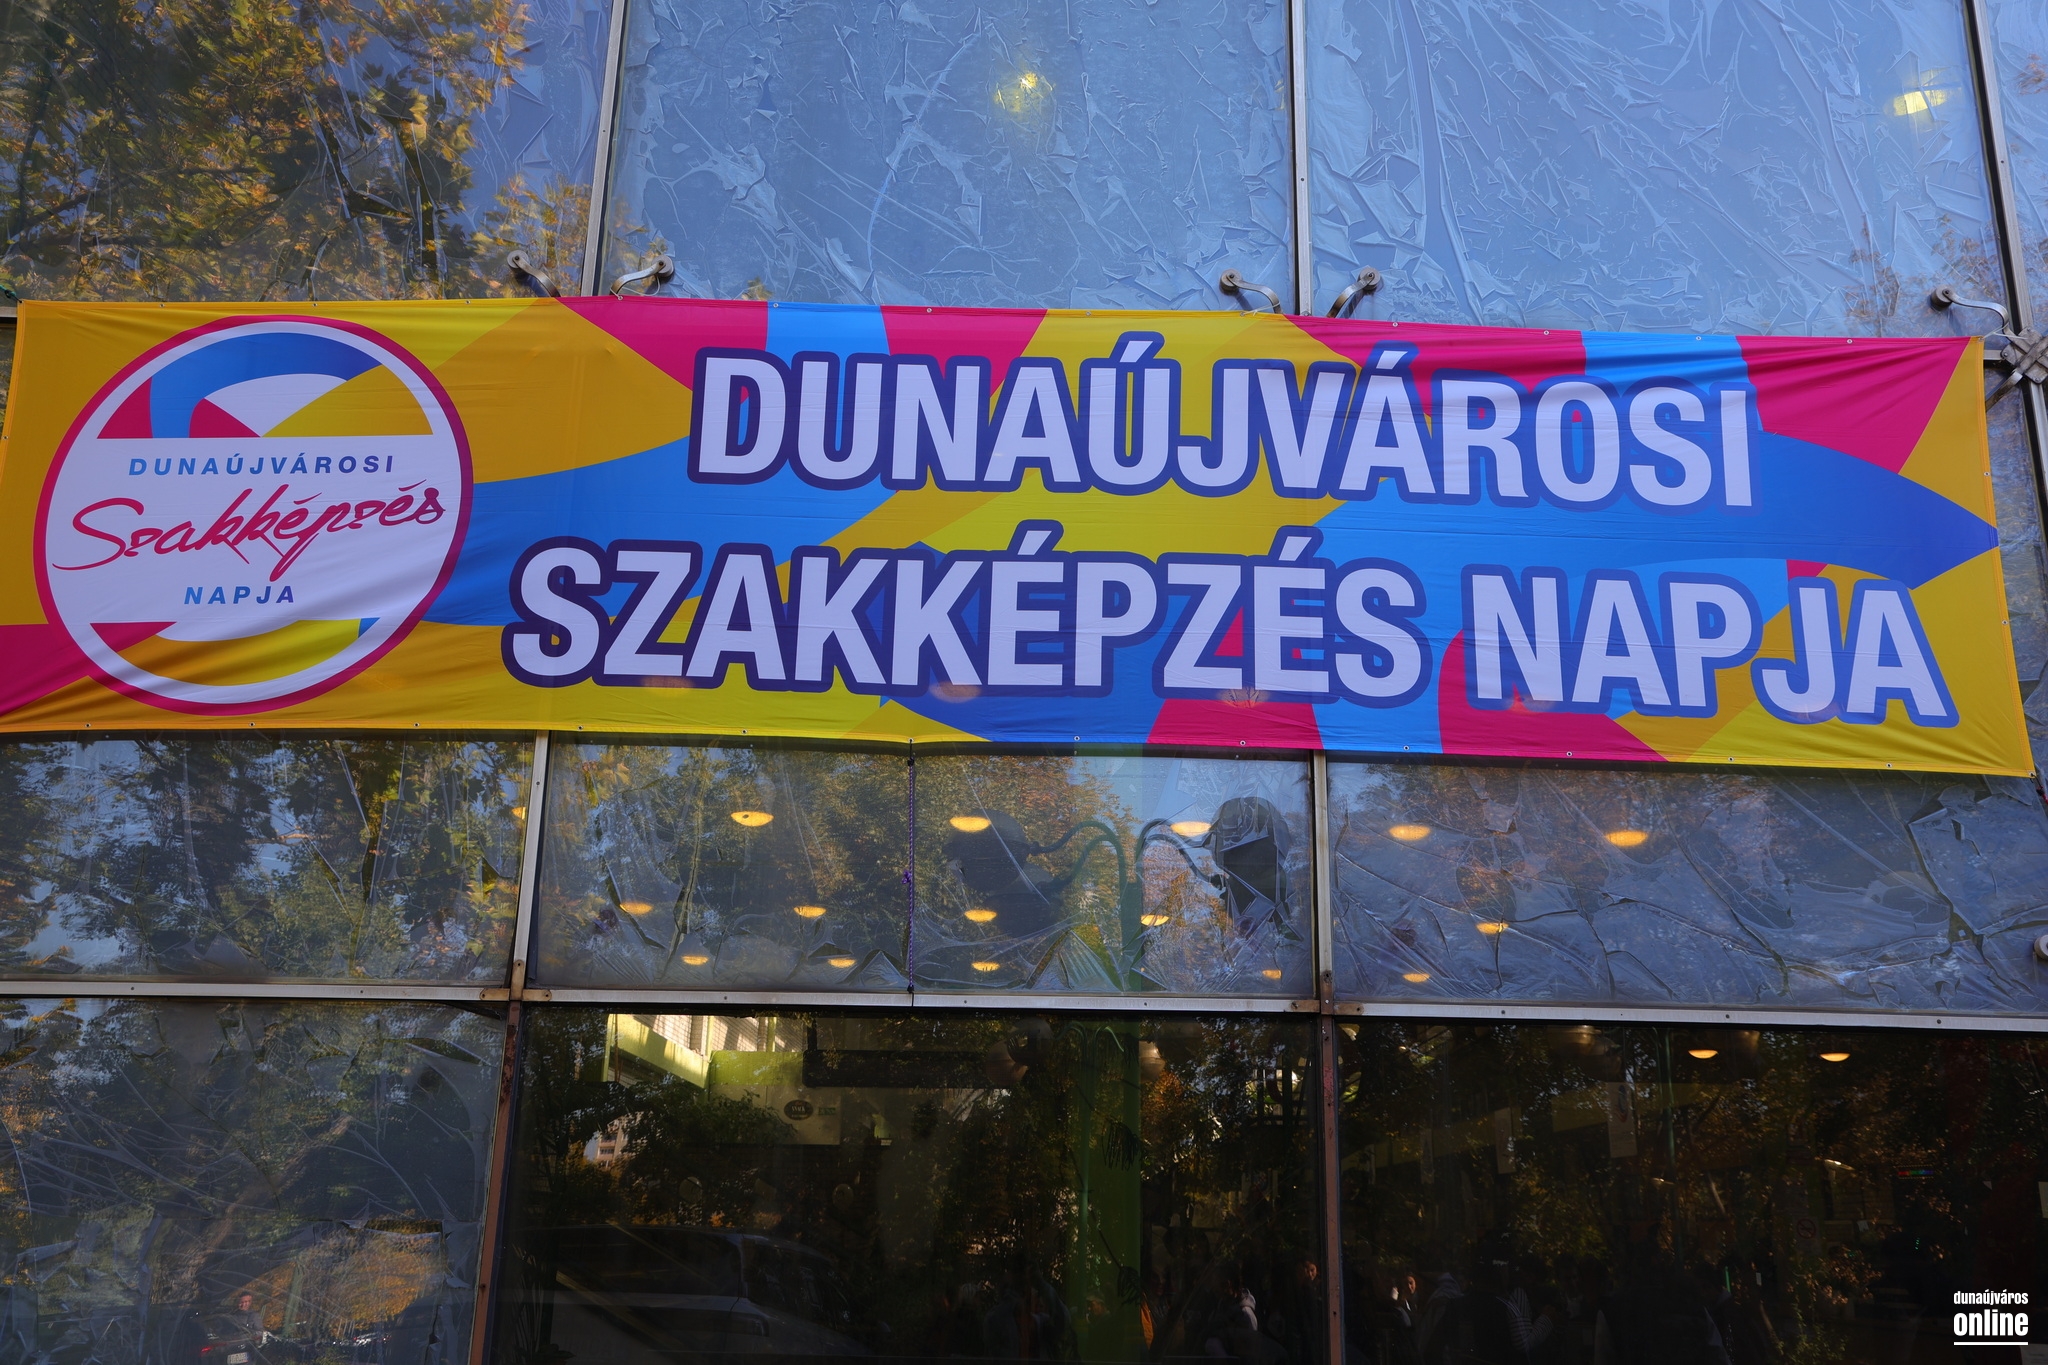 DUNAÚJVÁROSI
Szakképzés
NAPJA
DUNAÚJVÁROSI
SZAKKÉPZÉS NAPJA
dunaújváros
online